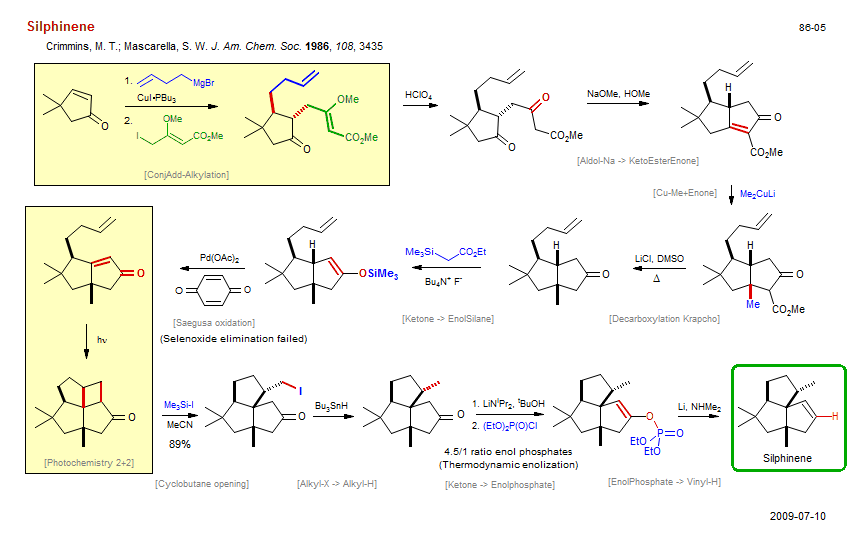 Silphinene
86-05
Crimmins, M. T.; Mascarella, S. W. J. Am. Chem. Soc. 1986, 108, 3435
1. MgBr
CuI•PBu3
2. OMe
I CO2Me
O
OMe
CO2Me
O
[ConjAdd-Alkylation]
HClO4
O
CO2Me
O
NaOMe, HOMe
[Aldol-Na -> KetoEsterEnone]
H
O
CO2Me
[Cu-Me+Enone]
Me2CuLi
H
O
Me
CO2Me
LiCl, DMSO
Δ
[Decarboxylation Krapcho]
H
O
Me3Si CO2Et
Bu4N+ F-
[Ketone -> EnolSilane]
H
OSiMe3
Pd(OAc)2
O O
[Saegusa oxidation]
(Selenoxide elimination failed)
O
hν
O
[Photochemistry 2+2]
Me3Si-I
MeCN
89%
[Cyclobutane opening]
I
O
Bu3SnH
[Alkyl-X -> Alkyl-H]
O
1. LiNiPr2, tBuOH
2. (EtO)2P(O)Cl
4.5/1 ratio enol phosphates
(Thermodynamic enolization)
[Ketone -> Enolphosphate]
O
EtO P O
EtO
Li, NHMe2
[EnolPhosphate -> Vinyl-H]
H
Silphinene
2009-07-10